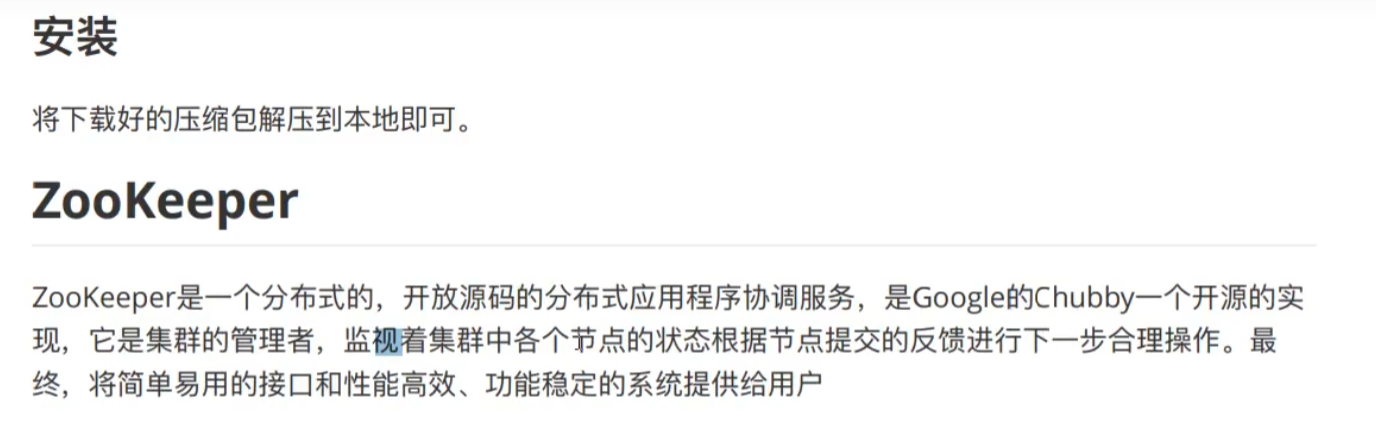 安装
将下载好的压缩包解压到本地即可。
ZooKeeper
ZooKeeper是一个分布式的，开放源码的分布式应用程序协调服务，是Google的Chubby一个开源的实
现，它是集群的管理者，监视着集群中各个节点的状态根据节点提交的反馈进行下一步合理操作。最
终，将简单易用的接口和性能高效、功能稳定的系统提供给用户